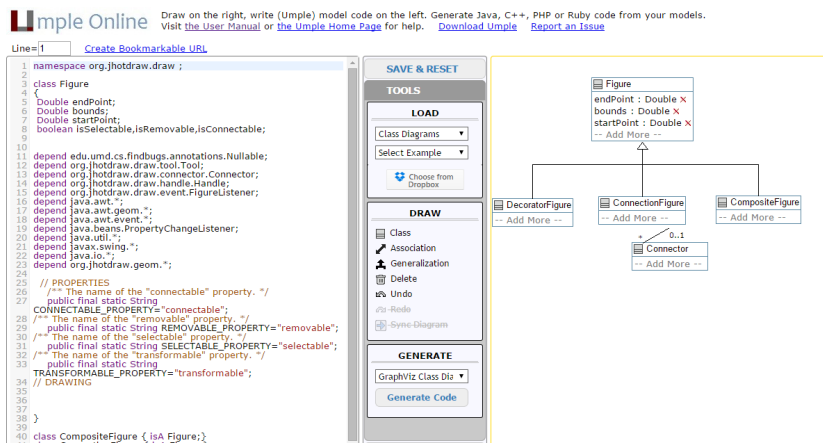 Umple Online
Draw on the right, write (Umple) model code on the left. Generate Java, C++, PHP or Ruby code from your models.
Visit the User Manual or the Umple Home Page for help. Download Umple Report an Issue
Line= 1 Create Bookmarkable URL
1 namespace org.jhotdraw.draw ;
2
3 class Figure
4 {
5 Double endPoint;
6 Double bounds;
7 Double startPoint;
8 boolean isSelectable,isRemovable,isConnectable;
9
10
11 depend edu.umd.cs.findbugs.annotations.Nullable;
12 depend org.jhotdraw.draw.tool.Tool;
13 depend org.jhotdraw.draw.connector.Connector;
14 depend org.jhotdraw.draw.handle.Handle;
15 depend org.jhotdraw.draw.event.FigureListener;
16 depend java.awt.*;
17 depend java.awt.geom.*;
18 depend java.awt.event.*;
19 depend java.beans.PropertyChangeListener;
20 depend java.util.*;
21 depend javax.swing.*;
22 depend java.io.*;
23 depend org.jhotdraw.geom.*;
24
25 // PROPERTIES
26 /** The name of the "connectable" property. */
27 public final static String
CONNECTABLE_PROPERTY="connectable";
28 /** The name of the "removable" property. */
29 public final static String REMOVABLE_PROPERTY="removable";
30 /** The name of the "selectable" property. */
31 public final static String SELECTABLE_PROPERTY="selectable";
32 /** The name of the "transformable" property. */
33 public final static String
TRANSFORMABLE_PROPERTY="transformable";
34 // DRAWING
35
36
37
38 }
39
40 class CompositeFigure { isA Figure;}
SAVE & RESET
TOOLS
LOAD
Class Diagrams
Select Example
Choose from
Dropbox
DRAW
Class
Association
Generalization
Delete
Undo
Redo
Sync Diagram
GENERATE
GraphViz Class Dia
Generate Code
Figure
endPoint : Double X
bounds : Double X
startPoint : Double X
-- Add More --
DecoratorFigure
-- Add More --
ConnectionFigure
-- Add More --
CompositeFigure
-- Add More --
* 0..1
Connector
-- Add More --